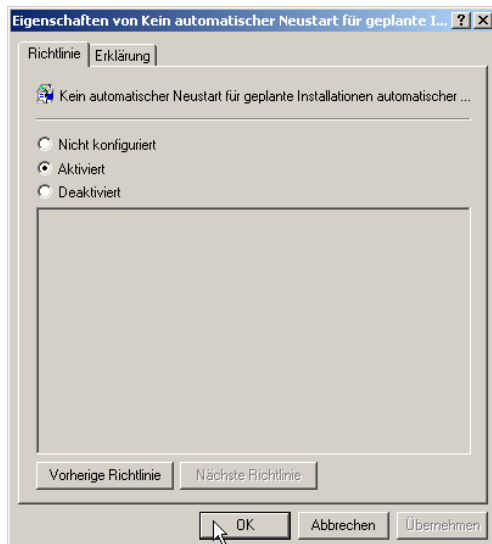 Eigenschaften von Kein automatischer Neustart für geplante I...
Richtlinie Erklärung
Kein automatischer Neustart für geplante Installationen automatischer ...
Nicht konfiguriert
Aktiviert
Deaktiviert
Vorherige Richtlinie Nächste Richtlinie
OK Abbrechen Übernehmen